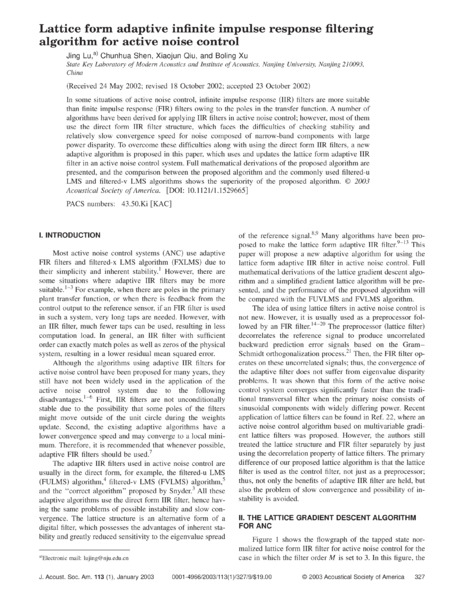 Lattice form adaptive infinite impulse response filtering
algorithm for active noise control
Jing Lu,a) Chunhua Shen, Xiaojun Qiu, and Boling Xu
State Key Laboratory of Modern Acoustics and Institute of Acoustics, Nanjing University, Nanjing 210093,
China
(Received 24 May 2002; revised 18 October 2002; accepted 23 October 2002)
In some situations of active noise control, infinite impulse response (IIR) filters are more suitable
than finite impulse response (FIR) filters owing to the poles in the transfer function. A number of
algorithms have been derived for applying IIR filters in active noise control; however, most of them
use the direct form IIR filter structure, which faces the difficulties of checking stability and
relatively slow convergence speed for noise composed of narrow-band components with large
power disparity. To overcome these difficulties along with using the direct form IIR filters, a new
adaptive algorithm is proposed in this paper, which uses and updates the lattice form adaptive IIR
filter in an active noise control system. Full mathematical derivations of the proposed algorithm are
presented, and the comparison between the proposed algorithm and the commonly used filtered-u
LMS and filtered-v LMS algorithms shows the superiority of the proposed algorithm. © 2003
Acoustical Society of America. [DOI: 10.1121/1.1529665]
PACS numbers: 43.50.Ki [KAC]
I. INTRODUCTION
Most active noise control systems (ANC) use adaptive
FIR filters and filtered-x LMS algorithm (FXLMS) due to
their simplicity and inherent stability.1 However, there are
some situations where adaptive IIR filters may be more
suitable.1–3 For example, when there are poles in the primary
plant transfer function, or when there is feedback from the
control output to the reference sensor, if an FIR filter is used
in such a system, very long taps are needed. However, with
an IIR filter, much fewer taps can be used, resulting in less
computation load. In general, an IIR filter with sufficient
order can exactly match poles as well as zeros of the physical
system, resulting in a lower residual mean squared error.
Although the algorithms using adaptive IIR filters for
active noise control have been proposed for many years, they
still have not been widely used in the application of the
active noise control system due to the following
disadvantages.1–6 First, IIR filters are not unconditionally
stable due to the possibility that some poles of the filters
might move outside of the unit circle during the weights
update. Second, the existing adaptive algorithms have a
lower convergence speed and may converge to a local mini-
mum. Therefore, it is recommended that whenever possible,
adaptive FIR filters should be used.7
The adaptive IIR filters used in active noise control are
usually in the direct form, for example, the filtered-u LMS
(FULMS) algorithm,4 filtered-v LMS (FVLMS) algorithm,5
and the “correct algorithm” proposed by Snyder.3 All these
adaptive algorithms use the direct form IIR filter, hence hav-
ing the same problems of possible instability and slow con-
vergence. The lattice structure is an alternative form of a
digital filter, which possesses the advantages of inherent sta-
bility and greatly reduced sensitivity to the eigenvalue spread
a)Electronic mail: lujing@nju.edu.cn
of the reference signal.8,9 Many algorithms have been pro-
posed to make the lattice form adaptive IIR filter.9–13 This
paper will propose a new adaptive algorithm for using the
lattice form adaptive IIR filter in active noise control. Full
mathematical derivations of the lattice gradient descent algo-
rithm and a simplified gradient lattice algorithm will be pre-
sented, and the performance of the proposed algorithm will
be compared with the FUVLMS and FVLMS algorithm.
The idea of using lattice filters in active noise control is
not new. However, it is usually used as a preprocessor fol-
lowed by an FIR filter.14–20 The preprocessor (lattice filter)
decorrelates the reference signal to produce uncorrelated
backward prediction error signals based on the Gram–
Schmidt orthogonalization process.21 Then, the FIR filter op-
erates on these uncorrelated signals; thus, the convergence of
the adaptive filter does not suffer from eigenvalue disparity
problems. It was shown that this form of the active noise
control system converges significantly faster than the tradi-
tional transversal filter when the primary noise consists of
sinusoidal components with widely differing power. Recent
application of lattice filters can be found in Ref. 22, where an
active noise control algorithm based on multivariable gradi-
ent lattice filters was proposed. However, the authors still
treated the lattice structure and FIR filter separately by just
using the decorrelation property of lattice filters. The primary
difference of our proposed lattice algorithm is that the lattice
filter is used as the control filter, not just as a preprocessor;
thus, not only the benefits of adaptive IIR filter are held, but
also the problem of slow convergence and possibility of in-
stability is avoided.
II. THE LATTICE GRADIENT DESCENT ALGORITHM
FOR ANC
Figure 1 shows the flowgraph of the tapped state nor-
malized lattice form IIR filter for active noise control for the
case in which the filter order M is set to 3. In this figure, the
J. Acoust. Soc. Am. 113 (1), January 2003 0001-4966/2003/113(1)/327/9/$19.00 © 2003 Acoustical Society of America 327